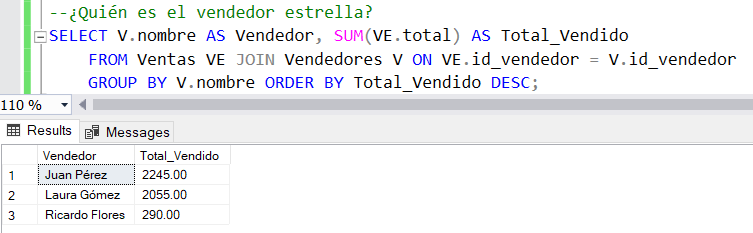 --¿Quién es el vendedor estrella?
SELECT V.nombre AS Vendedor, SUM(VE.total) AS Total_Vendido
FROM Ventas VE JOIN Vendedores V ON VE.id_vendedor = V.id_vendedor
GROUP BY V.nombre ORDER BY Total_Vendido DESC;
110 %
Results Messages
Vendedor Total_Vendido
1 Juan Pérez 2245.00
2 Laura Gómez 2055.00
3 Ricardo Flores 290.00